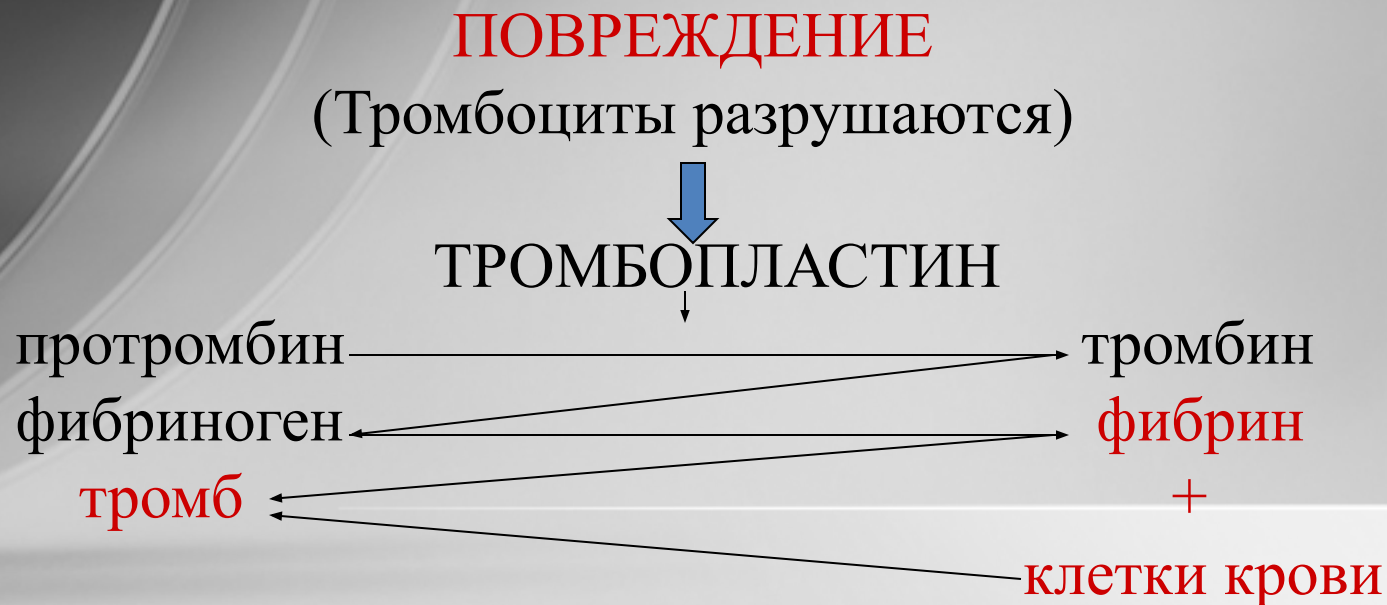 ПОВРЕЖДЕНИЕ
(Тромбоциты разрушаются)
ТРОМБОПЛАСТИН
протромбин тромбин
фибриноген фибрин
тромб +
клетки крови